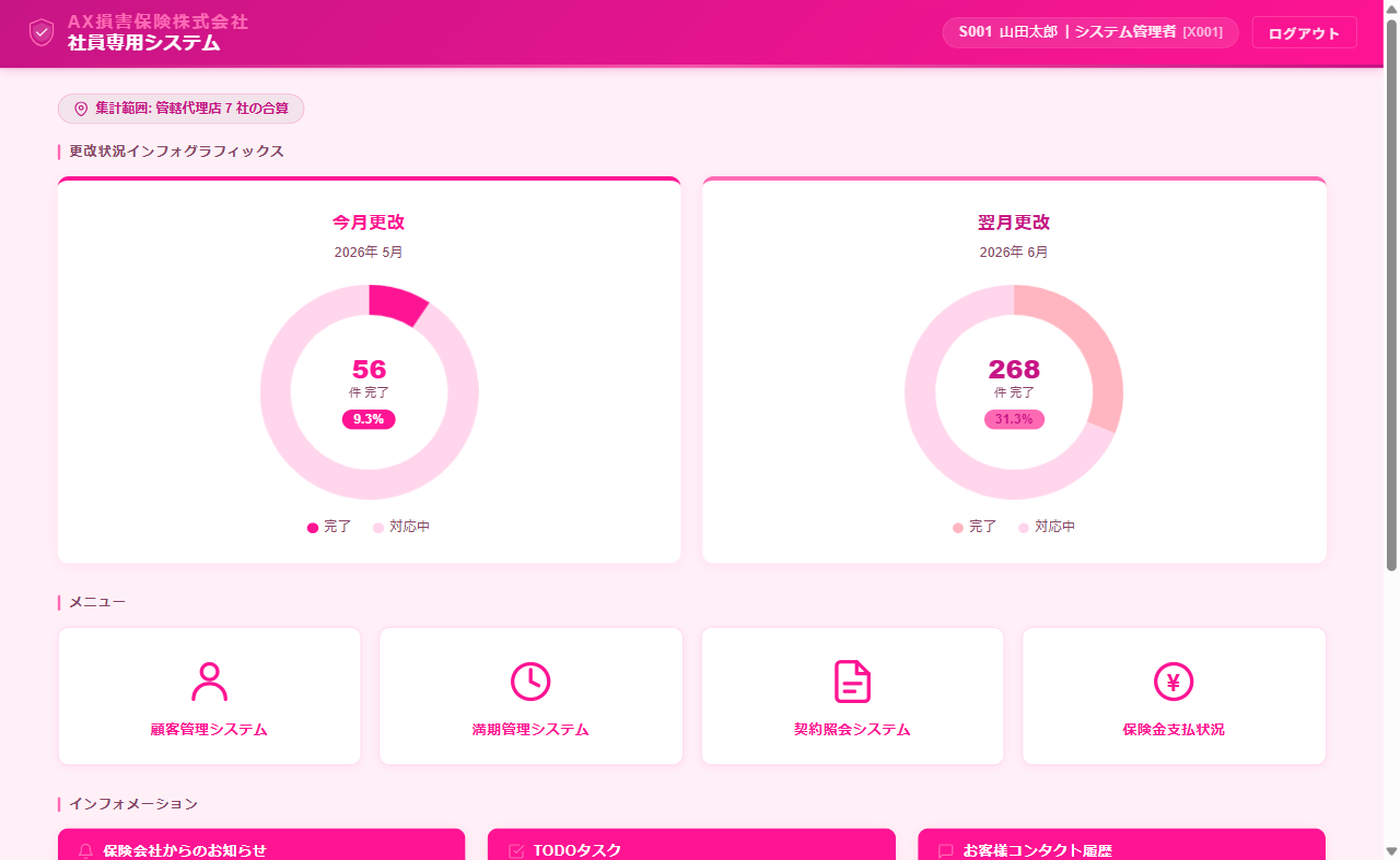 AX損害保険株式会社
社員専用システム
S001 山田太郎 | システム管理者 [X001]
ログアウト
集計範囲: 管轄代理店 7 社の合算
更改状況インフォグラフィックス
今月更改
2026年 5月
56
件 完了
9.3%
完了 対応中
翌月更改
2026年 6月
268
件 完了
31.3%
完了 対応中
メニュー
顧客管理システム
満期管理システム
契約照会システム
¥
保険金支払状況
インフォメーション
保険会社からのお知らせ
TODOタスク
お客様コンタクト履歴